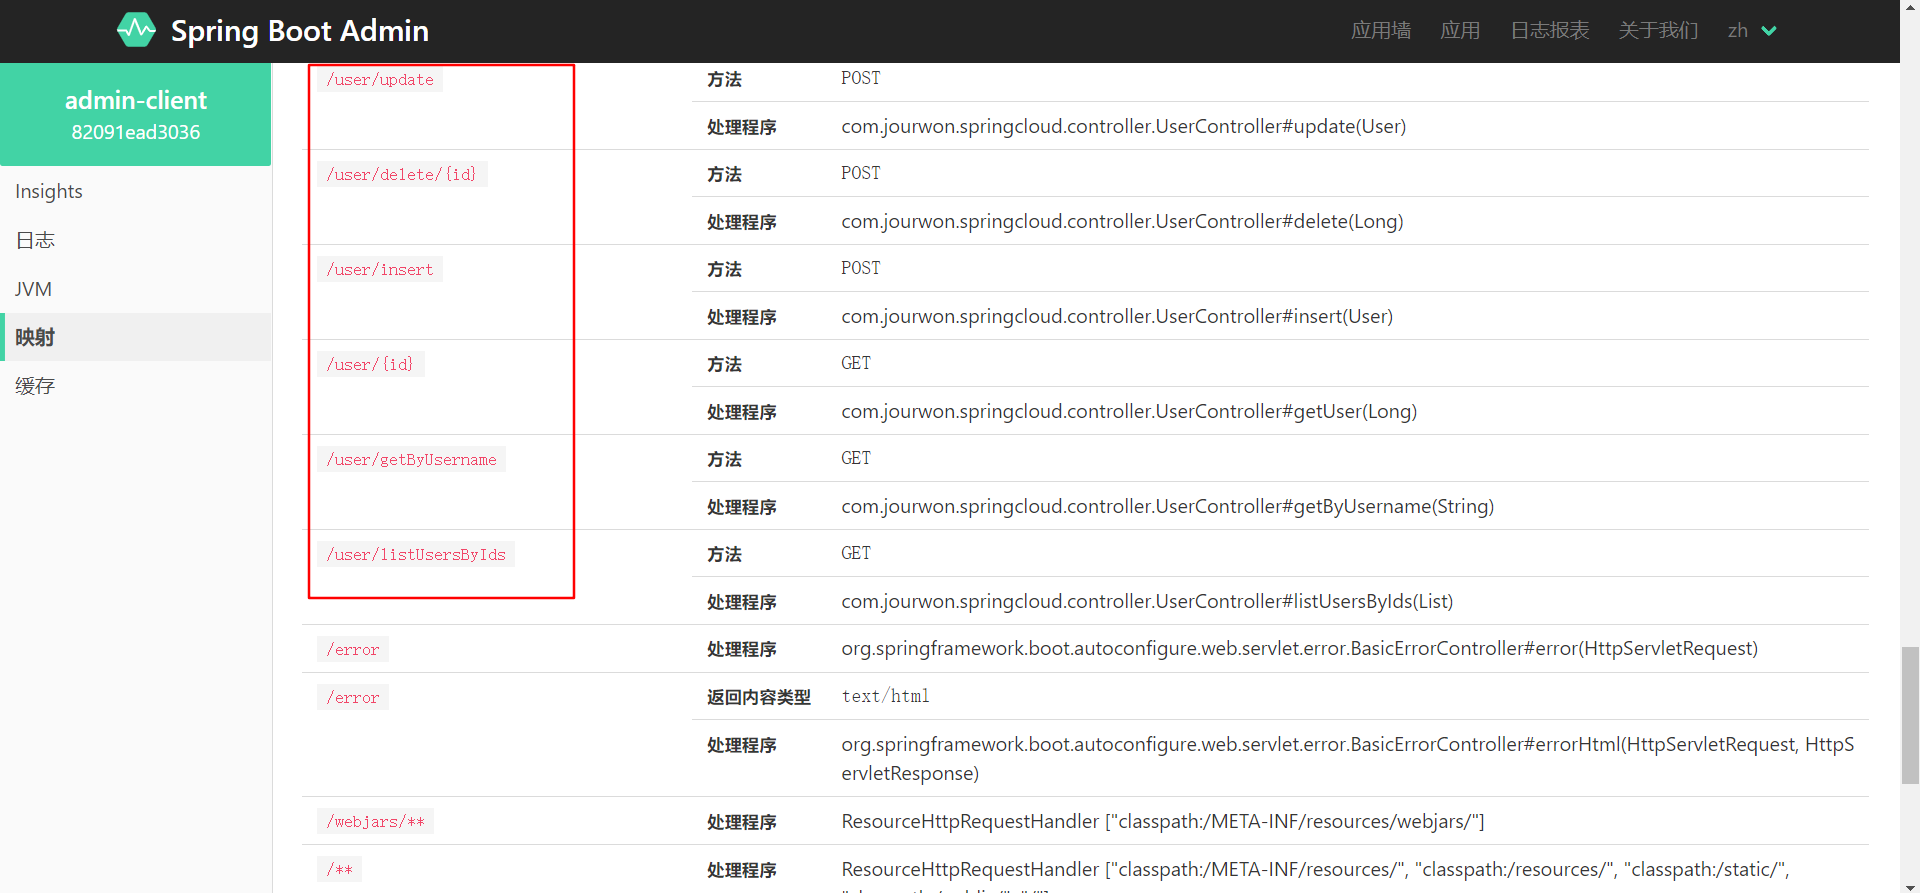 Spring Boot Admin
应用墙 应用 日志报表 关于我们 zh
admin-client
82091ead3036
Insights
日志
JVM
映射
缓存
/user/update 方法 POST
处理程序 com.jourwon.springcloud.controller.UserController#update(User)
/user/delete/{id} 方法 POST
处理程序 com.jourwon.springcloud.controller.UserController#delete(Long)
/user/insert 方法 POST
处理程序 com.jourwon.springcloud.controller.UserController#insert(User)
/user/{id} 方法 GET
处理程序 com.jourwon.springcloud.controller.UserController#getUser(Long)
/user/getByUsername 方法 GET
处理程序 com.jourwon.springcloud.controller.UserController#getByUsername(String)
/user/listUsersByIds 方法 GET
处理程序 com.jourwon.springcloud.controller.UserController#listUsersByIds(List)
/error 处理程序 org.springframework.boot.autoconfigure.web.servlet.error.BasicErrorController#error(HttpServletRequest)
/error 返回内容类型 text/html
处理程序 org.springframework.boot.autoconfigure.web.servlet.error.BasicErrorController#errorHtml(HttpServletRequest, HttpS
ervletResponse)
/webjars/** 处理程序 ResourceHttpRequestHandler ["classpath:/META-INF/resources/webjars/"]
/** 处理程序 ResourceHttpRequestHandler ["classpath:/META-INF/resources/", "classpath:/resources/", "classpath:/static/",